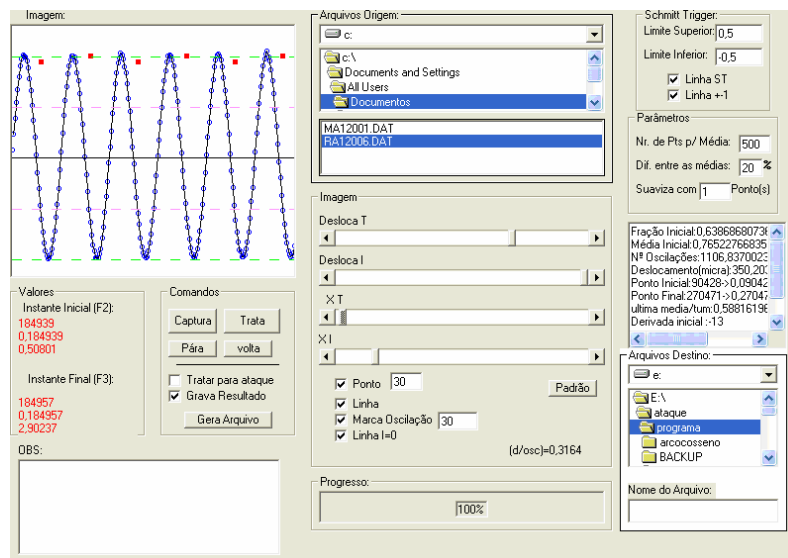 Imagem:
Valores
Instante Inicial (F2):
184939
0,184939
0,50801
Instante Final (F3):
184957
0,184957
2,90237
Comandos
Captura
Trata
Pára
volta
Tratar para ataque
Grava Resultado
Gera Arquivo
OBS:
Arquivos Origem:
c:
c:\
Documents and Settings
All Users
Documentos
MA12001.DAT
RA12006.DAT
Imagem
Desloca T
Desloca I
X T
X I
Ponto 30
Padrão
Linha
Marca Oscilação 30
Linha I=0
(d/osc)=0,3164
Progresso:
100%
Schmitt Trigger:
Limite Superior: 0,5
Limite Inferior: -0,5
Linha ST
Linha +-1
Parâmetros
Nr. de Pts p/ Média: 500
Dif. entre as médias: 20 %
Suaviza com 1 Ponto(s)
Fração Inicial:0,6386868073
Média Inicial:0,76522766835
Nº Oscilações:1106,8370023
Deslocamento(micra):350,20
Ponto Inicial:90428->0,09042
Ponto Final:270471->0,27047
ultima media/tum:0,5881619
Derivada inicial :-13
Arquivos Destino:
e:
E:\
ataque
programa
arcocosseno
BACKUP
Nome do Arquivo: